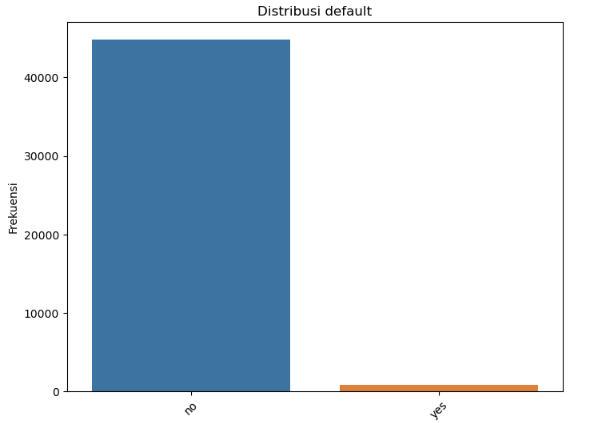 Distribusi default
Frekuensi
40000
30000
20000
10000
0
no
yes